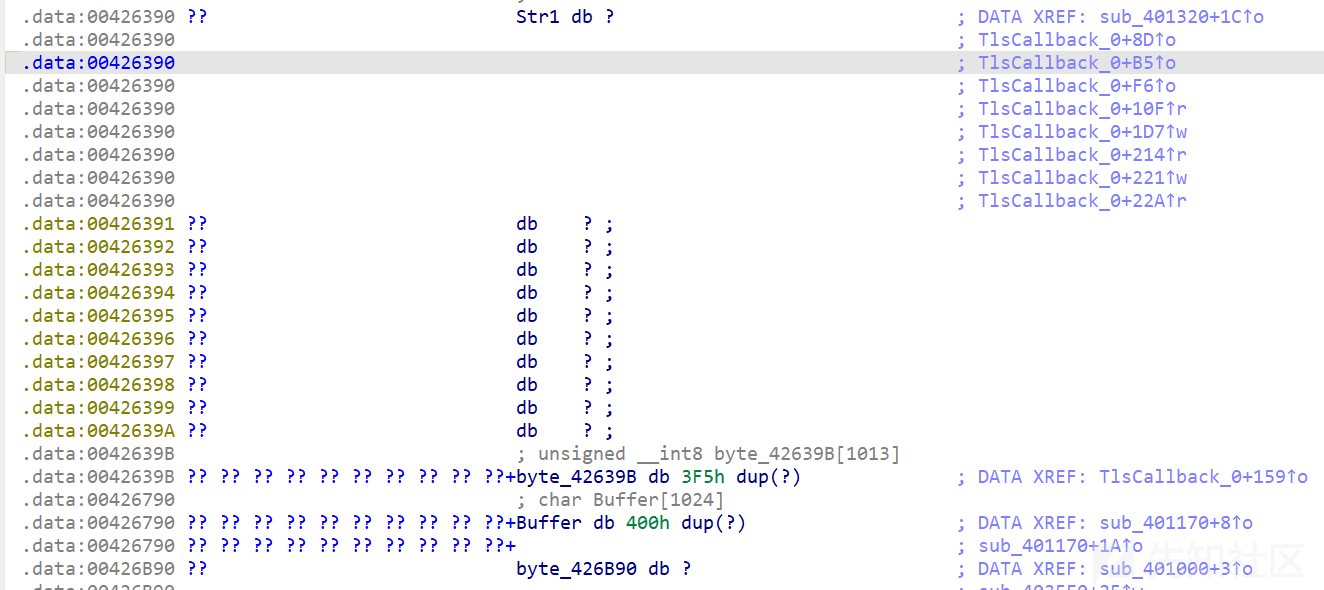 .data:00426390 ?? Str1 db ? ; DATA XREF: sub_401320+1C↑o
.data:00426390 ; TlsCallback_0+8D↑o
.data:00426390 ; TlsCallback_0+B5↑o
.data:00426390 ; TlsCallback_0+F6↑o
.data:00426390 ; TlsCallback_0+10F↑r
.data:00426390 ; TlsCallback_0+1D7↑w
.data:00426390 ; TlsCallback_0+214↑r
.data:00426390 ; TlsCallback_0+221↑w
.data:00426390 ; TlsCallback_0+22A↑r
.data:00426391 ?? db ? ;
.data:00426392 ?? db ? ;
.data:00426393 ?? db ? ;
.data:00426394 ?? db ? ;
.data:00426395 ?? db ? ;
.data:00426396 ?? db ? ;
.data:00426397 ?? db ? ;
.data:00426398 ?? db ? ;
.data:00426399 ?? db ? ;
.data:0042639A ?? db ? ;
.data:0042639B ; unsigned __int8 byte_42639B[1013]
.data:0042639B ?? ?? ?? ?? ?? ?? ?? ?? ?? ??+byte_42639B db 3F5h dup(?) ; DATA XREF: TlsCallback_0+159↑o
.data:00426790 ; char Buffer[1024]
.data:00426790 ?? ?? ?? ?? ?? ?? ?? ?? ?? ??+Buffer db 400h dup(?) ; DATA XREF: sub_401170+8↑o
.data:00426790 ?? ?? ?? ?? ?? ?? ?? ?? ?? ??+ ; sub_401170+1A↑o
.data:00426B90 ?? byte_426B90 db ? ; DATA XREF: sub_401000+3↑o